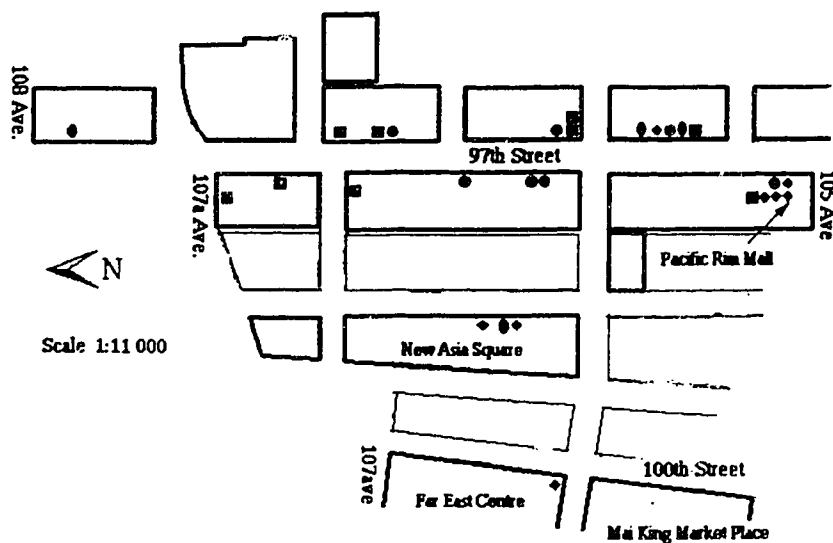 108 Ave.
97th Street
107a Ave.
105 Ave
Pacific Rim Mall
N
Scale 1:11 000
New Asia Square
107ave
100th Street
Far East Centre
Mai King Market Place